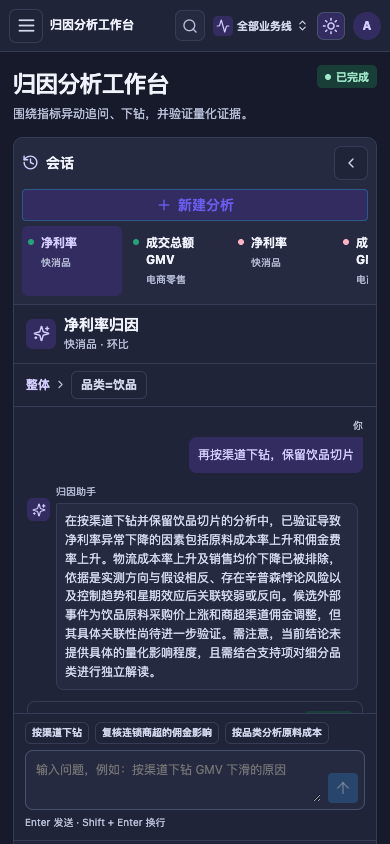 归因分析工作台
全部业务线
A
归因分析工作台
已完成
围绕指标异动追问、下钻，并验证量化证据。
会话
新建分析
净利率
快消品
成交总额
GMV
电商零售
净利率
快消品
净利率归因
快消品 · 环比
整体
品类=饮品
你
再按渠道下钻，保留饮品切片
归因助手
在按渠道下钻并保留饮品切片的分析中，已验证导致
净利率异常下降的因素包括原料成本率上升和佣金费
率上升。物流成本率上升及销售均价下降已被排除，
依据是实测方向与假设相反、存在辛普森悖论风险以
及控制趋势和星期效应后关联较弱或反向。候选外部
事件为饮品原料采购价上涨和商超渠道佣金调整，但
其具体关联性尚待进一步验证。需注意，当前结论未
提供具体的量化影响程度，且需结合支持项对细分品
类进行独立解读。
按渠道下钻
复核连锁商超的佣金影响
按品类分析原料成本
输入问题，例如：按渠道下钻 GMV 下滑的原因
Enter 发送 · Shift + Enter 换行